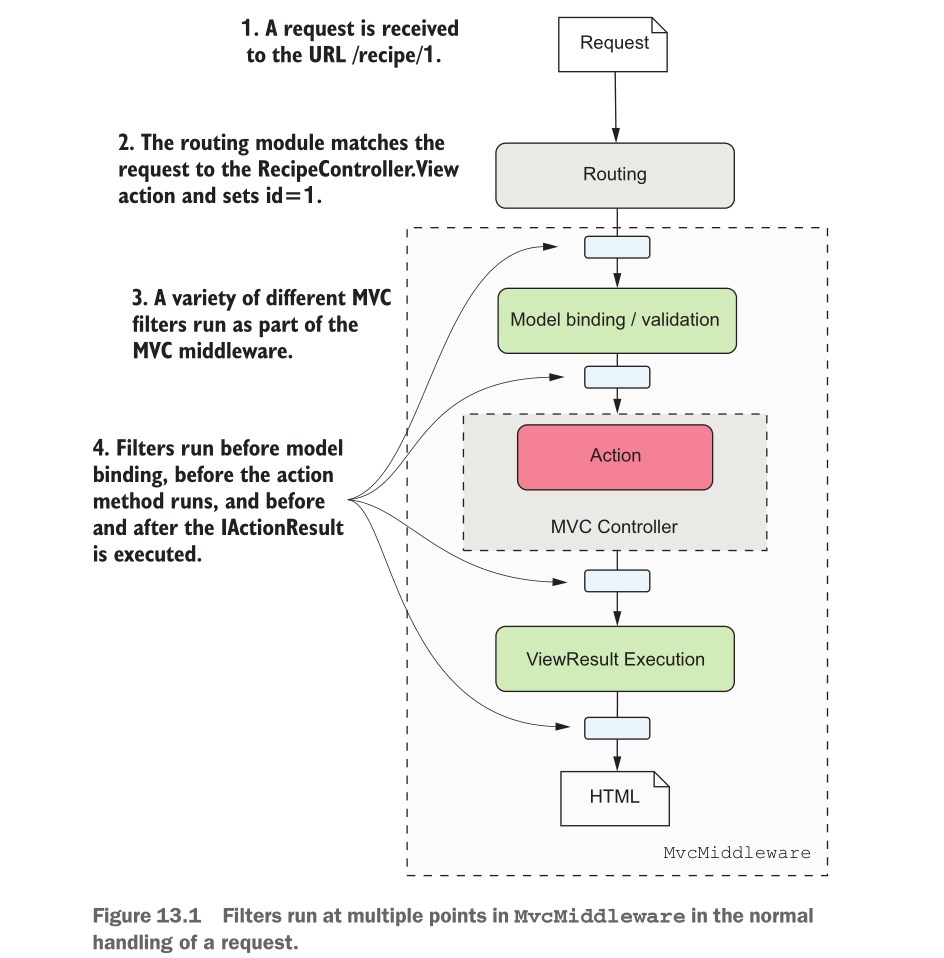 1. A request is received
to the URL /recipe/1.
Request
2. The routing module matches the
request to the RecipeController.View
action and sets id=1.
Routing
3. A variety of different MVC
filters run as part of the
MVC middleware.
Model binding / validation
4. Filters run before model
binding, before the action
method runs, and before
and after the IActionResult
is executed.
Action
MVC Controller
ViewResult Execution
HTML
MvcMiddleware
Figure 13.1 Filters run at multiple points in MvcMiddleware in the normal
handling of a request.